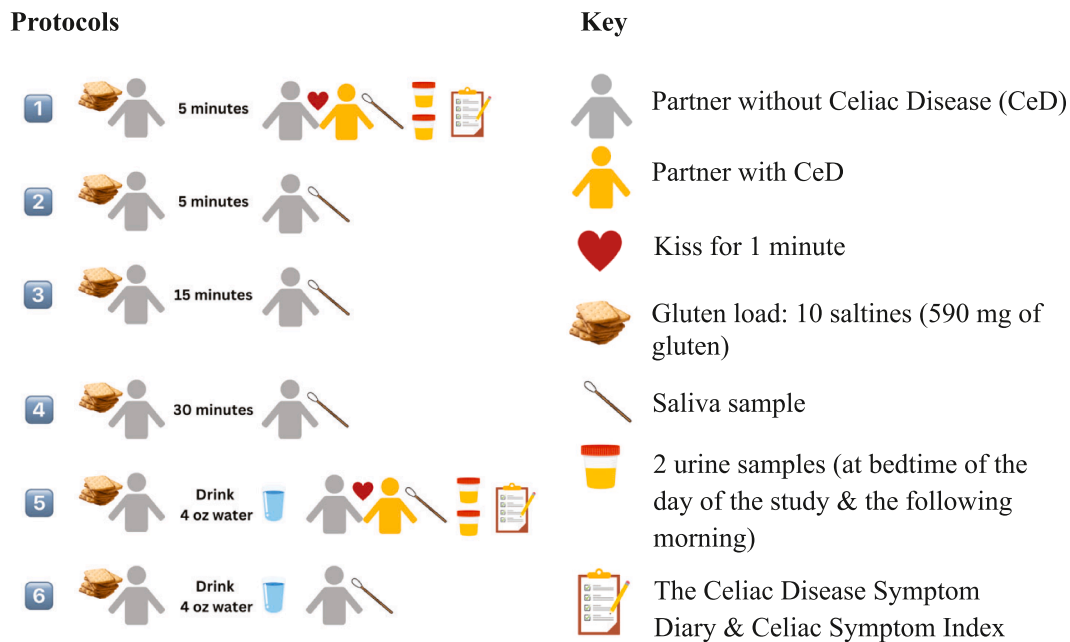 Protocols
1
5 minutes
2
5 minutes
3
15 minutes
4
30 minutes
5
Drink
4 oz water
6
Drink
4 oz water
Key
Partner without Celiac Disease (CeD)
Partner with CeD
Kiss for 1 minute
Gluten load: 10 saltines (590 mg of
gluten)
Saliva sample
2 urine samples (at bedtime of the
day of the study & the following
morning)
The Celiac Disease Symptom
Diary & Celiac Symptom Index